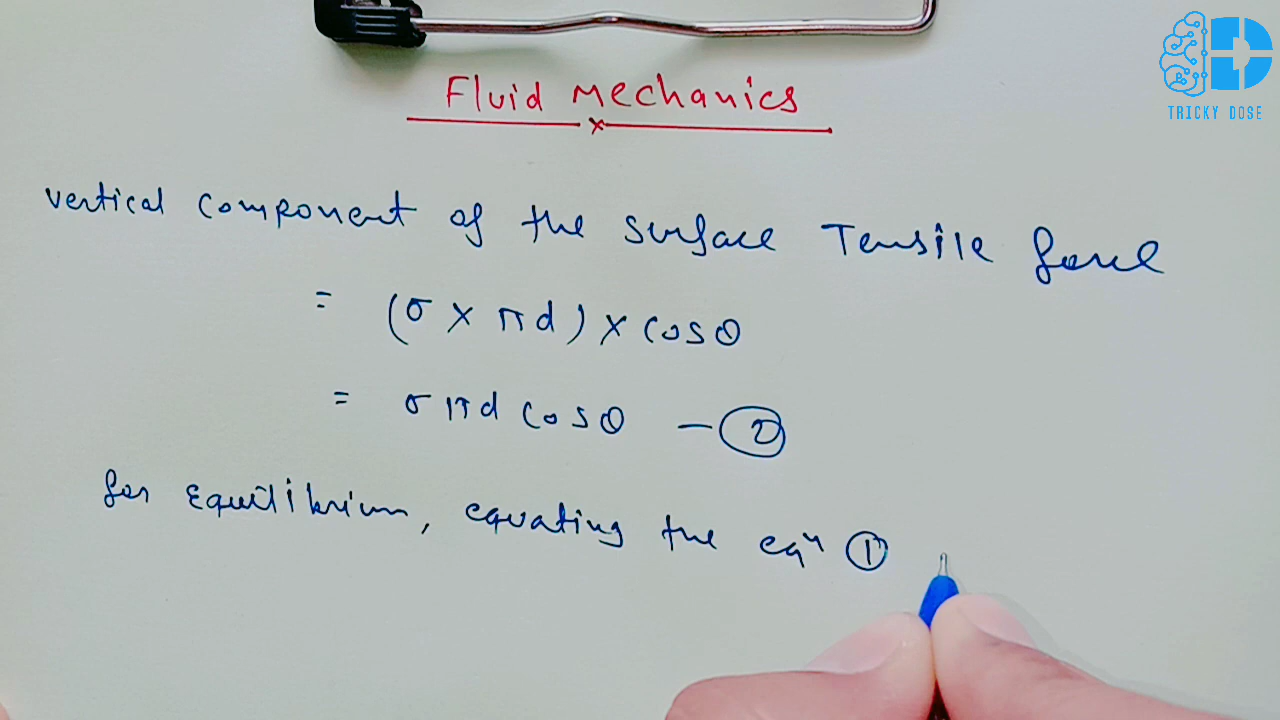 TRICKY DOSE
Fluid Mechanics
vertical component of the surface Tensile force
= (σ × πd) × cosθ
= σπd cosθ — ②
for equilibrium, equating the eqⁿ ①